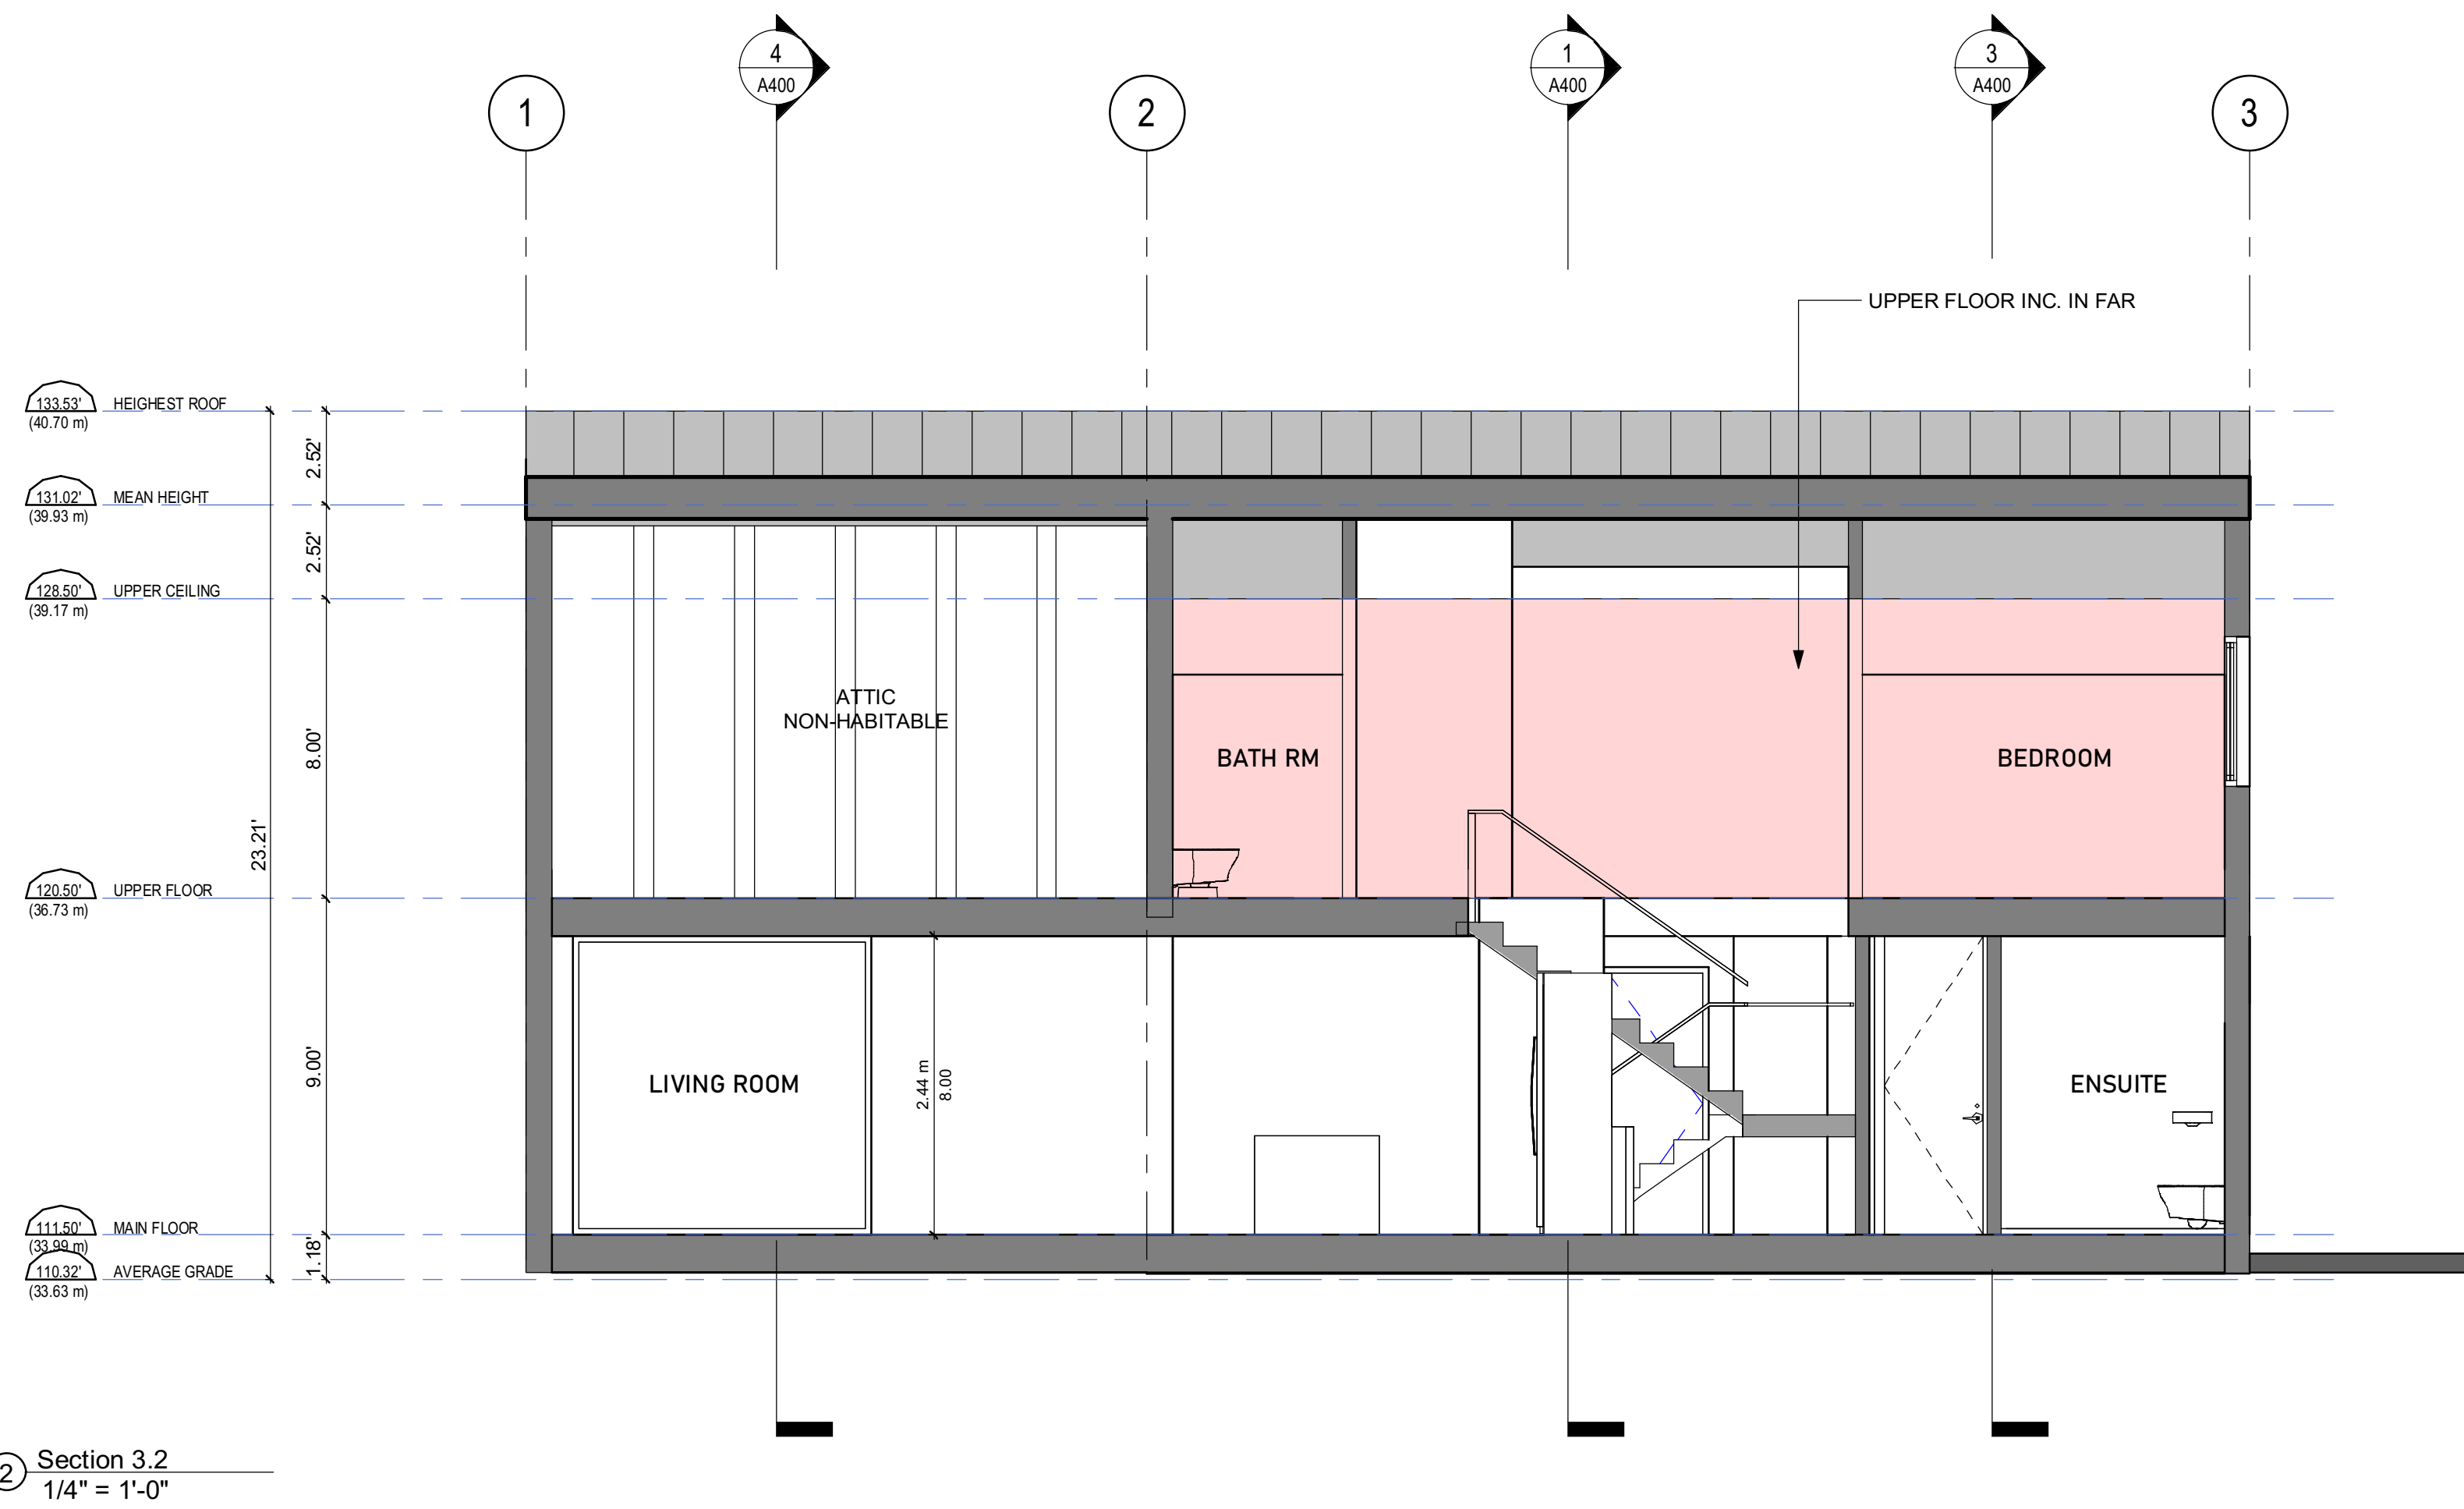 4
A400
1
A400
3
A400
1
2
3
UPPER FLOOR INC. IN FAR
133.53'
HEIGHEST ROOF
(40.70 m)
2.52'
131.02'
MEAN HEIGHT
(39.93 m)
2.52'
128.50'
UPPER CEILING
(39.17 m)
ATTIC
NON-HABITABLE
8.00'
BATH RM
BEDROOM
23.21'
120.50'
UPPER FLOOR
(36.73 m)
9.00'
LIVING ROOM
2.44 m
8.00
ENSUITE
111.50'
MAIN FLOOR
(33.99 m)
1.18'
110.32'
AVERAGE GRADE
(33.63 m)
2
Section 3.2
1/4" = 1'-0"